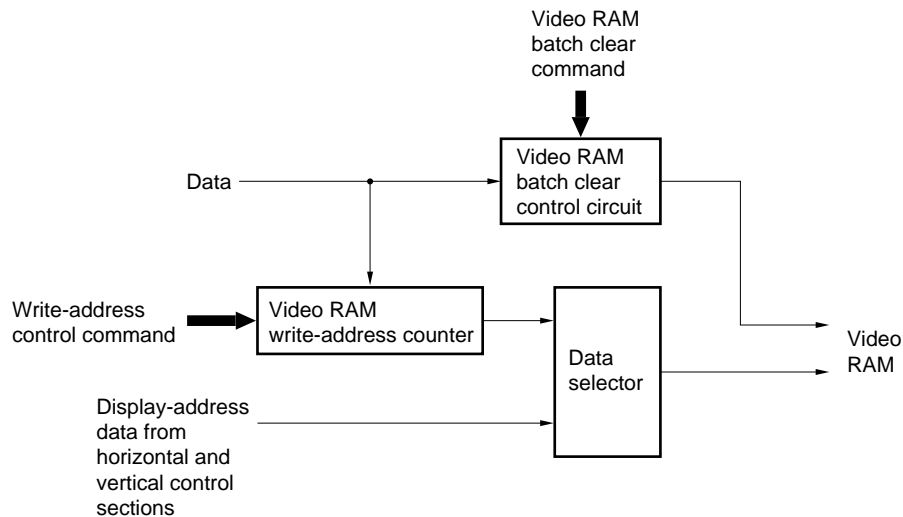 Video RAM
batch clear
command
Video RAM
batch clear
control circuit
Data
Write-address
control command
Video RAM
write-address counter
Data
selector
Video
RAM
Display-address
data from
horizontal and
vertical control
sections